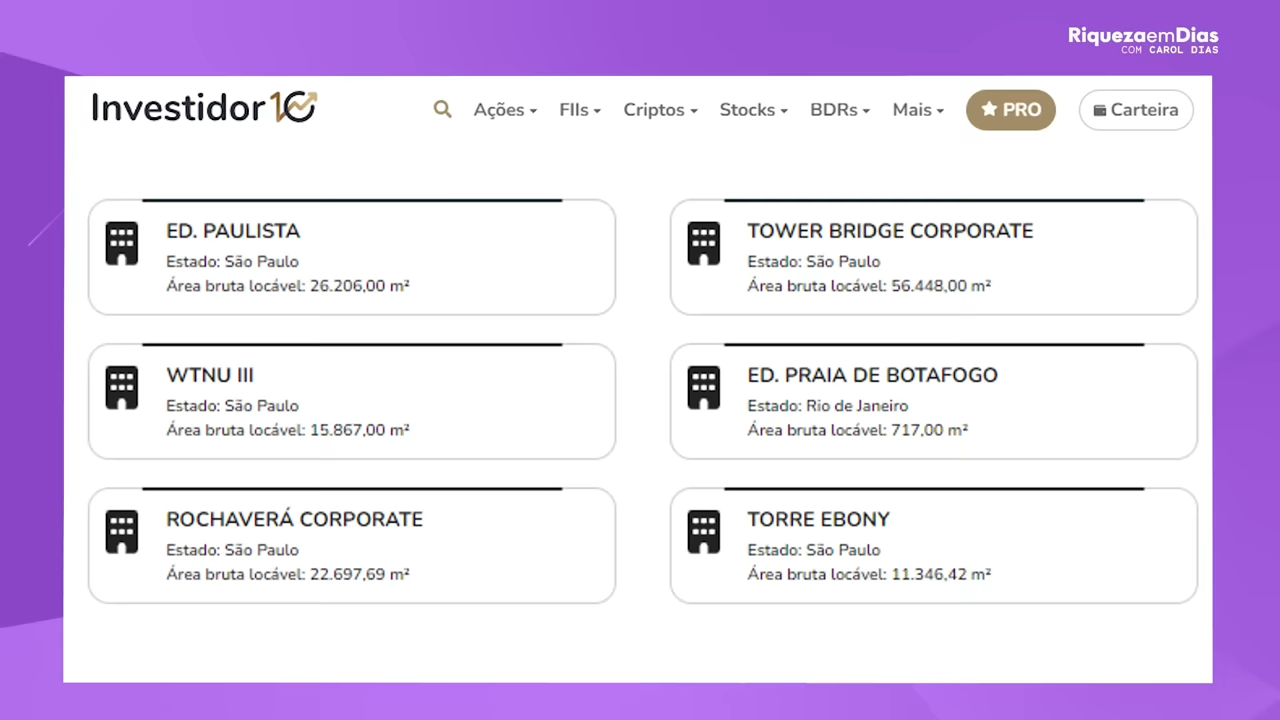 RiquezaemDias
COM CAROL DIAS
Investidor 10
Ações
FIIs
Criptos
Stocks
BDRs
Mais
PRO
Carteira
ED. PAULISTA
Estado: São Paulo
Área bruta locável: 26.206,00 m²
TOWER BRIDGE CORPORATE
Estado: São Paulo
Área bruta locável: 56.448,00 m²
WTNU III
Estado: São Paulo
Área bruta locável: 15.867,00 m²
ED. PRAIA DE BOTAFOGO
Estado: Rio de Janeiro
Área bruta locável: 717,00 m²
ROCHAVERÁ CORPORATE
Estado: São Paulo
Área bruta locável: 22.697,69 m²
TORRE EBONY
Estado: São Paulo
Área bruta locável: 11.346,42 m²